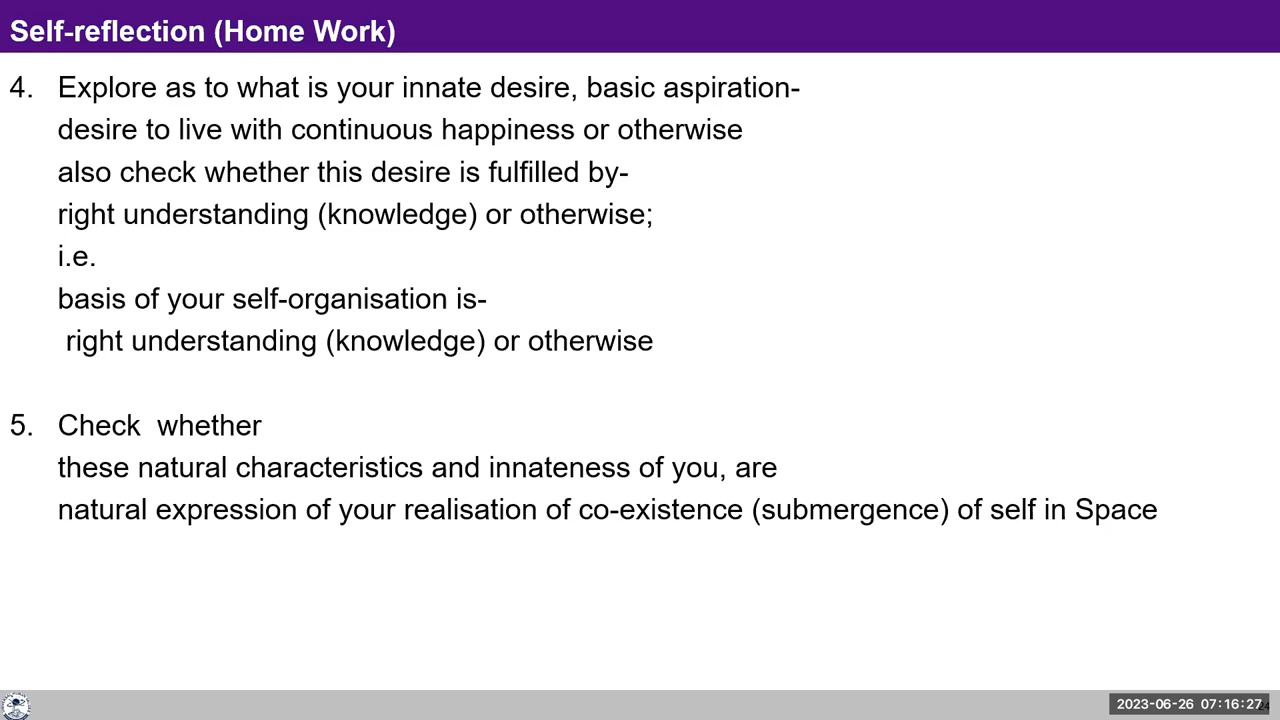 Self-reflection (Home Work)
4. Explore as to what is your innate desire, basic aspiration-
desire to live with continuous happiness or otherwise
also check whether this desire is fulfilled by-
right understanding (knowledge) or otherwise;
i.e.
basis of your self-organisation is-
right understanding (knowledge) or otherwise
5. Check whether
these natural characteristics and innateness of you, are
natural expression of your realisation of co-existence (submergence) of self in Space
2023-06-26 07:16:27